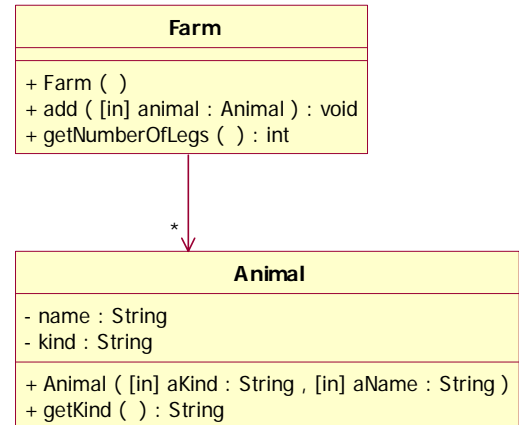 Farm
+ Farm ( )
+ add ( [in] animal : Animal ) : void
+ getNumberOfLegs ( ) : int
*
Animal
- name : String
- kind : String
+ Animal ( [in] aKind : String , [in] aName : String )
+ getKind ( ) : String